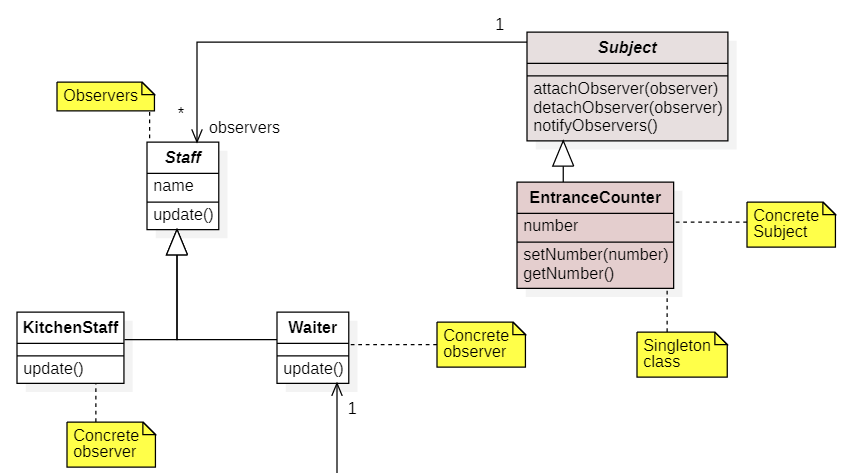 1
Subject
attachObserver(observer)
detachObserver(observer)
notifyObservers()
Observers
*
observers
Staff
name
update()
EntranceCounter
number
setNumber(number)
getNumber()
Concrete
Subject
KitchenStaff
update()
Waiter
update()
Concrete
observer
Singleton
class
1
Concrete
observer